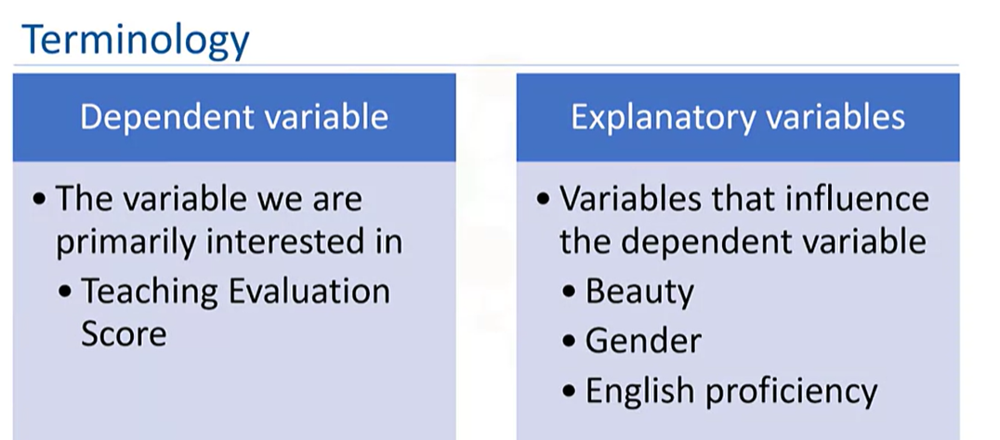 Terminology
Dependent variable
• The variable we are
primarily interested in
• Teaching Evaluation
Score
Explanatory variables
• Variables that influence
the dependent variable
• Beauty
• Gender
• English proficiency